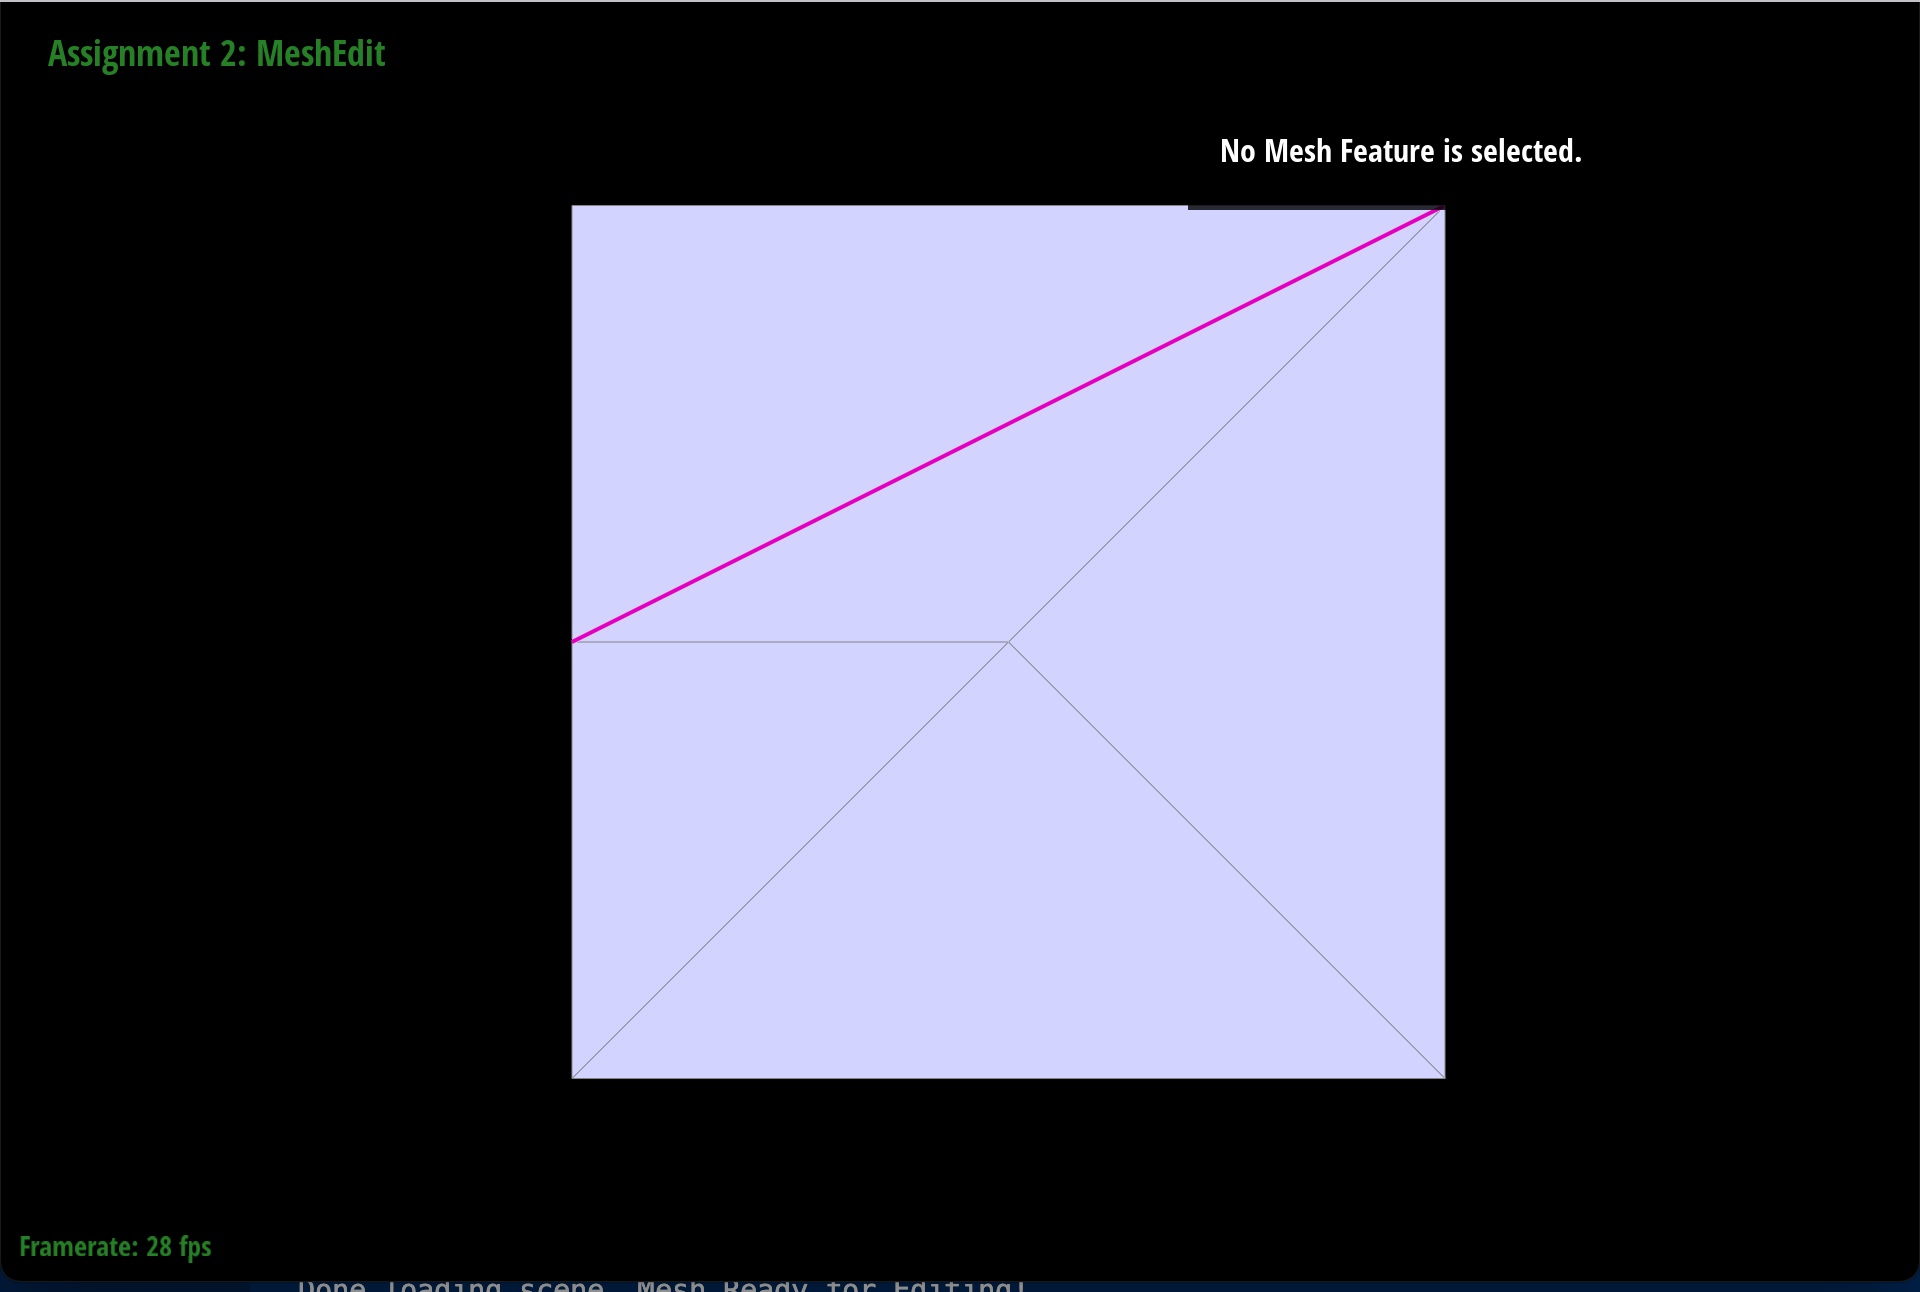 Assignment 2: MeshEdit
No Mesh Feature is selected.
Framerate: 28 fps
Done loading scene. Mesh Ready for Editing!